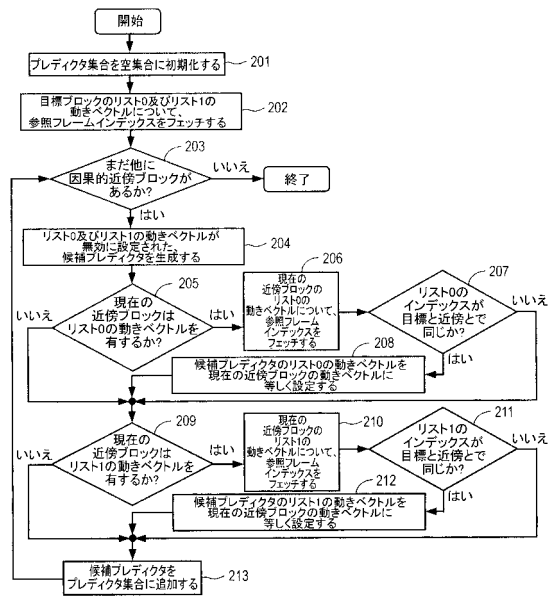 開始
プレディクタ集合を空集合に初期化する
201
目標ブロックのリスト0及びリスト1の
動きベクトルについて、
参照フレームインデックスをフェッチする
202
203
まだ他に
因果的近傍ブロックが
あるか?
いいえ
終了
はい
リスト0及びリスト1の動きベクトルが
無効に設定された、
候補プレディクタを生成する
204
205
現在の
近傍ブロックは
リスト0の動きベクトルを
有するか?
いいえ
はい
206
現在の
近傍ブロックの
リスト0の
動きベクトルについて、
参照フレーム
インデックスを
フェッチする
207
リスト0の
インデックスが
目標と近傍とで
同じか?
いいえ
はい
208
候補プレディクタのリスト0の動きベクトルを
現在の近傍ブロックの動きベクトルに
等しく設定する
209
現在の
近傍ブロックは
リスト1の動きベクトルを
有するか?
いいえ
はい
210
現在の
近傍ブロックの
リスト1の
動きベクトルについて、
参照フレーム
インデックスを
フェッチする
211
リスト1の
インデックスが
目標と近傍とで
同じか?
いいえ
はい
212
候補プレディクタのリスト1の動きベクトルを
現在の近傍ブロックの動きベクトルに
等しく設定する
候補プレディクタを
プレディクタ集合に追加する
213